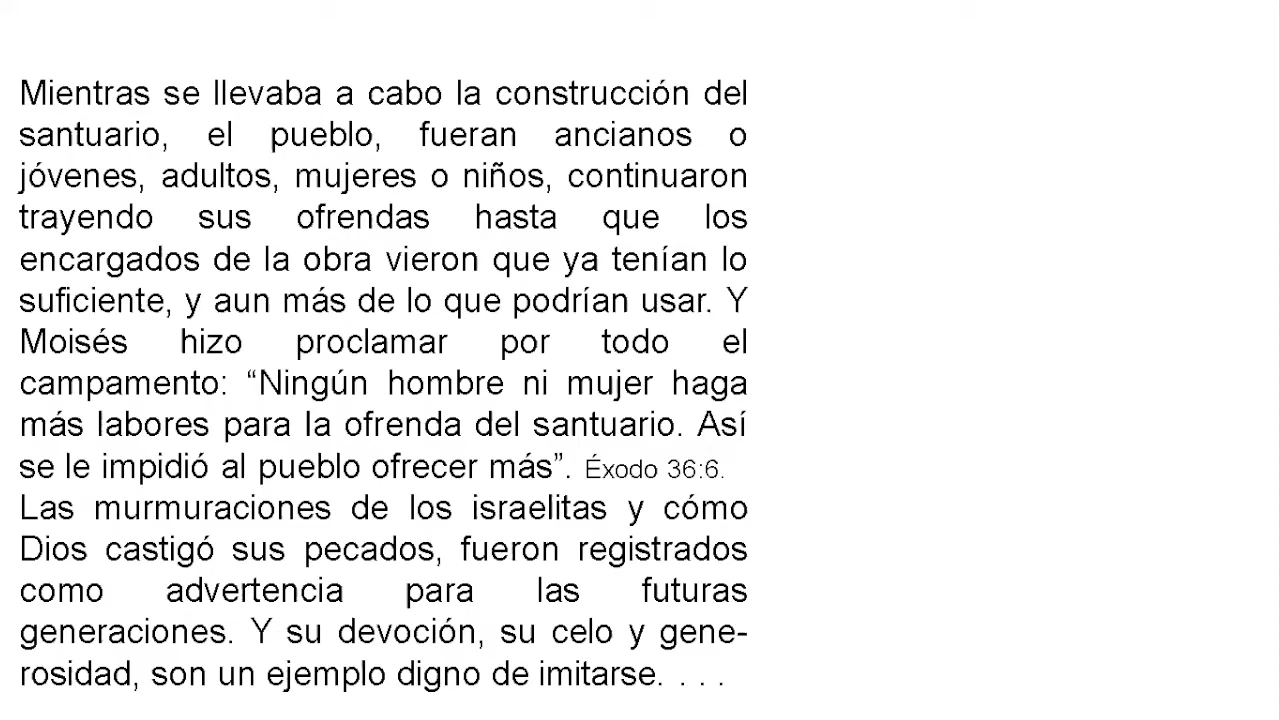 Mientras se llevaba a cabo la construcción del
santuario, el pueblo, fueran ancianos o
jóvenes, adultos, mujeres o niños, continuaron
trayendo sus ofrendas hasta que los
encargados de la obra vieron que ya tenían lo
suficiente, y aun más de lo que podrían usar. Y
Moisés hizo proclamar por todo el
campamento: “Ningún hombre ni mujer haga
más labores para la ofrenda del santuario. Así
se le impidió al pueblo ofrecer más”. Éxodo 36:6.
Las murmuraciones de los israelitas y cómo
Dios castigó sus pecados, fueron registrados
como advertencia para las futuras
generaciones. Y su devoción, su celo y gene-
rosidad, son un ejemplo digno de imitarse. . . .